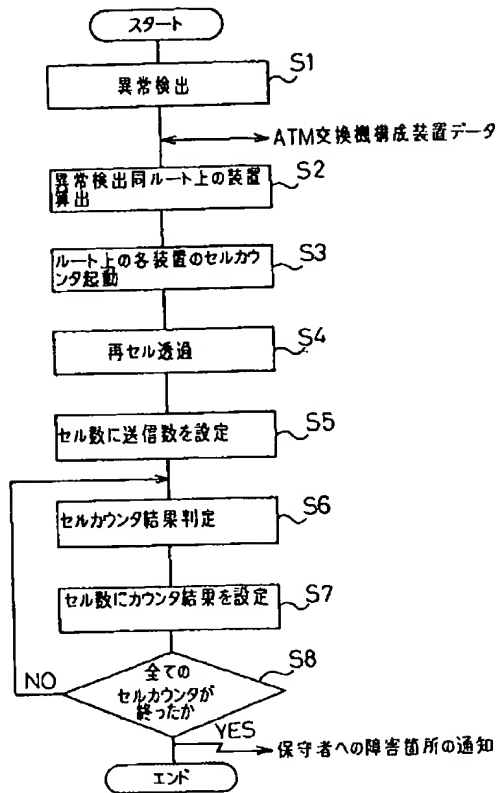 スタート
S1
異常検出
ATM交換機構成装置データ
S2
異常検出同ルート上の装置
算出
S3
ルート上の各装置のセルカウ
ンタ起動
S4
再セル透過
S5
セル数に送信数を設定
S6
セルカウンタ結果判定
S7
セル数にカウンタ結果を設定
S8
全ての
セルカウンタが
終ったか
NO
YES
保守者への障害箇所の通知
エンド